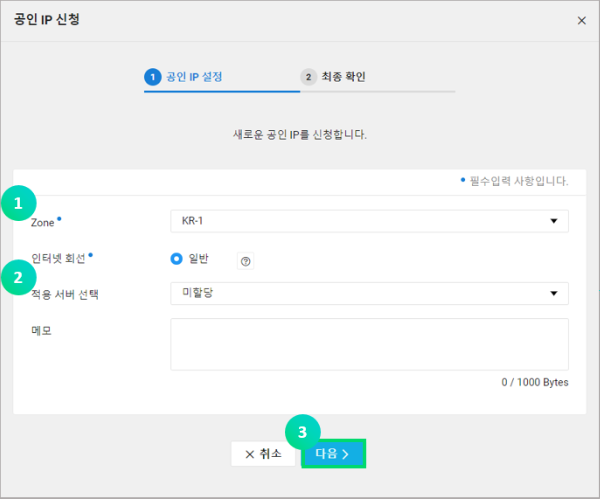 공인 IP 신청 ×
1 공인 IP 설정 2 최종 확인
새로운 공인 IP를 신청합니다.
• 필수입력 사항입니다.
1
Zone • KR-1
인터넷 회선 • 일반 ?
2
적용 서버 선택 미할당
메모
0 / 1000 Bytes
3
× 취소 다음 >